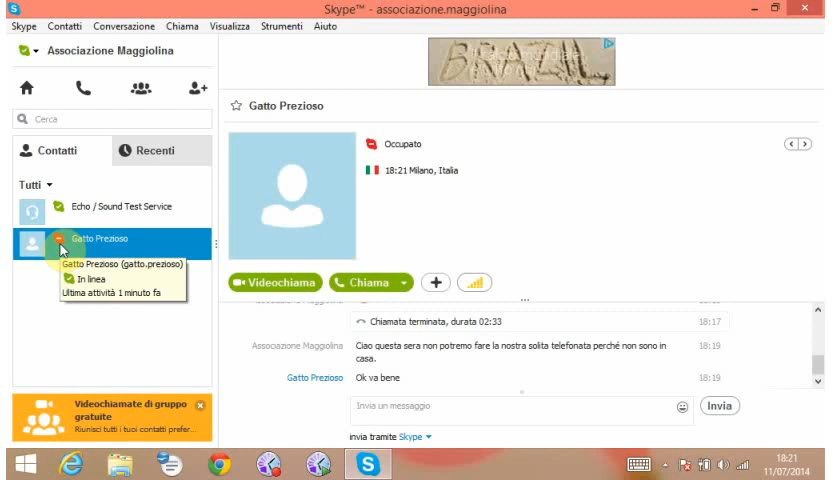 Skype™ - associazione.maggiolina
Skype Contatti Conversazione Chiama Visualizza Strumenti Aiuto
Associazione Maggiolina
BRAZIL
Cerca
Contatti
Recenti
Tutti
Echo / Sound Test Service
Gatto Prezioso
Gatto Prezioso (gatto.prezioso)
In linea
Ultima attività 1 minuto fa
Videochiamate di gruppo
gratuite
Riunisci tutti i tuoi contatti prefer...
Gatto Prezioso
Occupato
18:21 Milano, Italia
Videochiama
Chiama
Chiamata terminata, durata 02:33 18:17
Associazione Maggiolina Ciao questa sera non potremo fare la nostra solita telefonata perché non sono in 18:19
casa.
Gatto Prezioso Ok va bene 18:19
Invia un messaggio
Invia
invia tramite Skype
18:21
11/07/2014